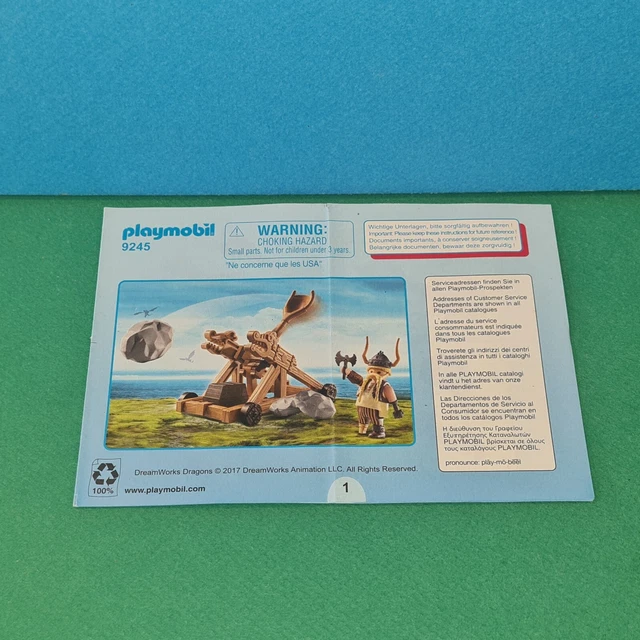 playmobil
9245
WARNING:
CHOKING HAZARD
Small parts. Not for children under 3 years.
"Ne concerne que les USA"
Wichtige Unterlagen, bitte sorgfältig aufbewahren !
Important: Please keep these instructions for future reference !
Documents importants, à conserver soigneusement !
Belangrijke documenten, bewaar deze zorgvuldig !
Serviceadressen finden Sie in
allen Playmobil-Prospekten
Addresses of Customer Service
Departments are shown in all
Playmobil catalogues
L'adresse du service
consommateurs est indiquée
dans tous les catalogues
Playmobil
Troverete gli indirizzi dei centri
di assistenza in tutti i cataloghi
Playmobil
In alle PLAYMOBIL catalogi
vindt u het adres van onze
klantendienst.
Las Direcciones de los
Departamentos de Servicio al
Consumidor se encuentran en
todos los catálogos Playmobil
Η διεύθυνση του Γραφείου
Εξυπηρέτησης Καταναλωτών
PLAYMOBIL βρίσκεται σε όλους
τους καταλόγους PLAYMOBIL.
pronounce: plāy-mō-bēēl
DreamWorks Dragons © 2017 DreamWorks Animation LLC. All Rights Reserved.
100%
www.playmobil.com
1